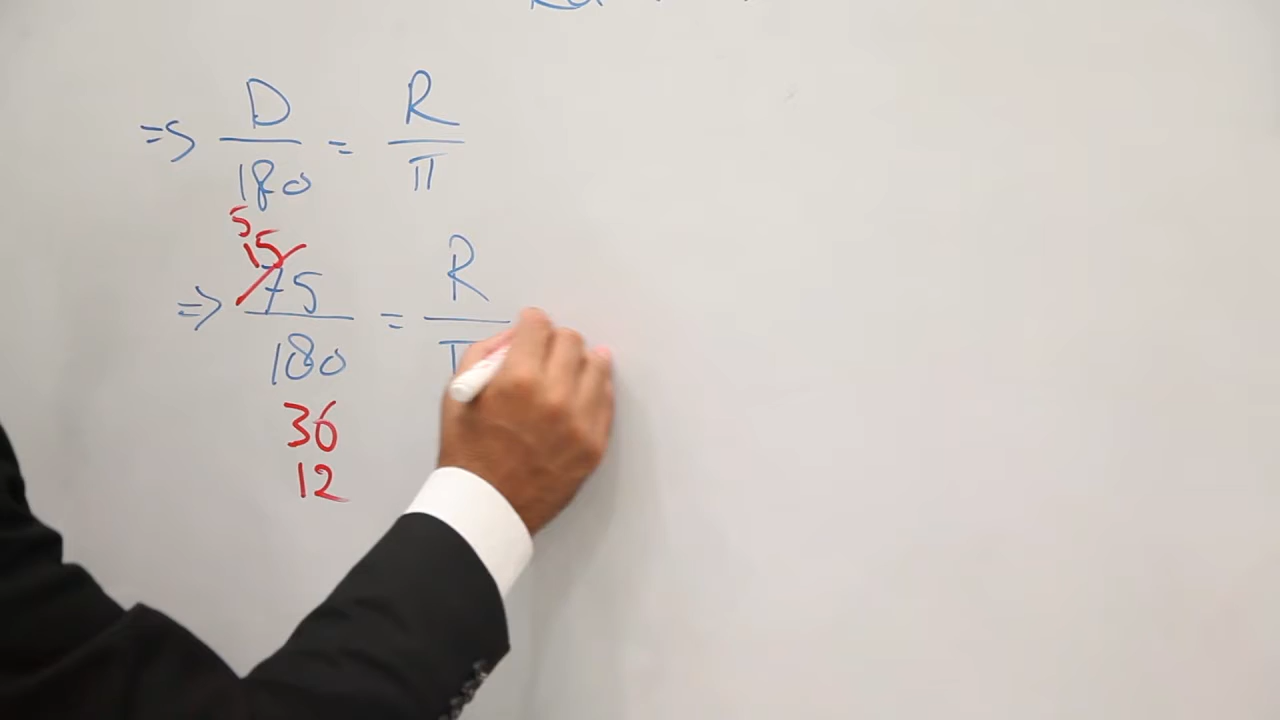 => D/180 = R/π
5
15
=> 75/180 = R/π
36
12